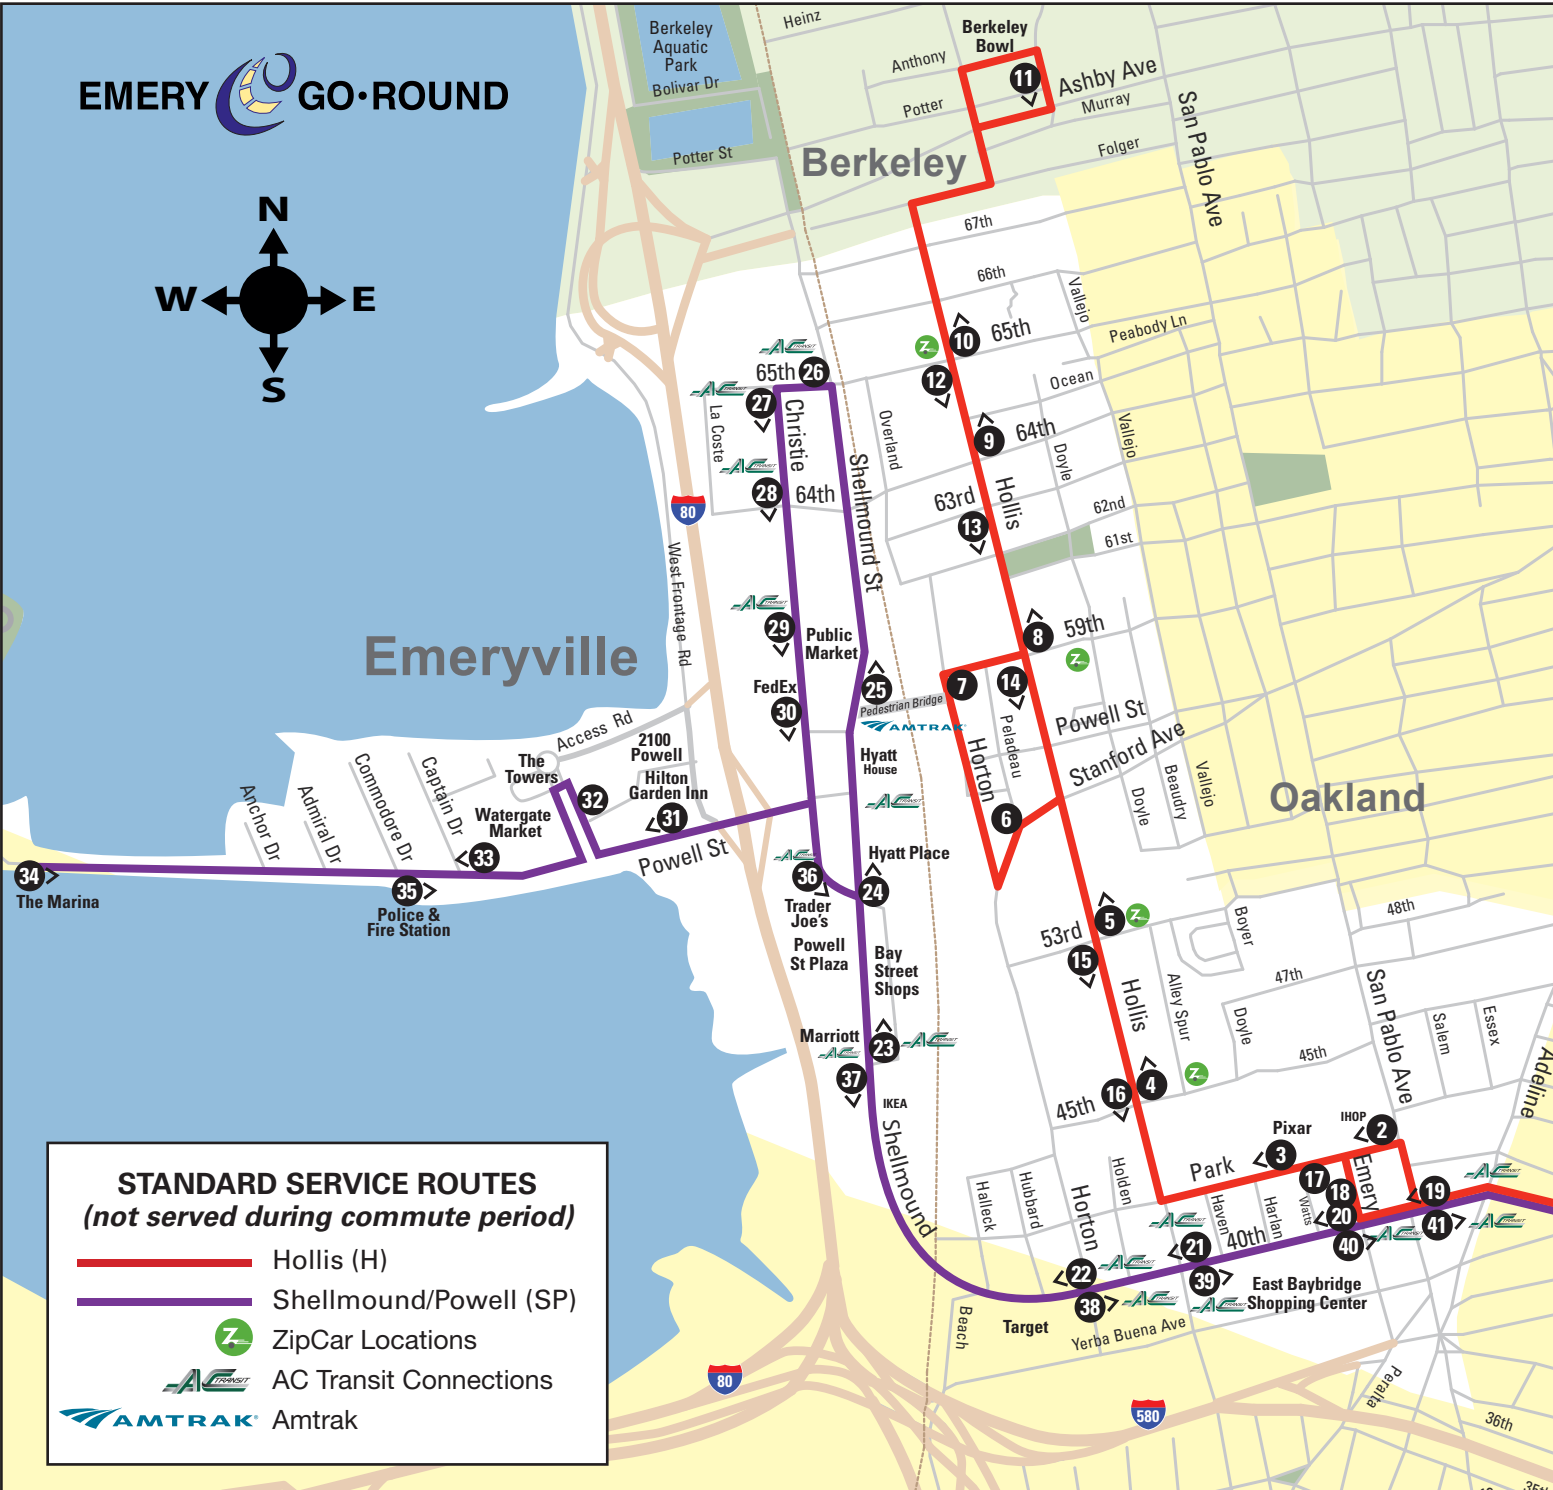 EMERY GO·ROUND
N
W
E
S
Berkeley
Aquatic
Park
Bolivar Dr
Potter St
Heinz
Anthony
Potter
Berkeley
Bowl
11
Ashby Ave
Murray
Folger
San Pablo Ave
Berkeley
67th
66th
Vallejo
Peabody Ln
10
65th
12
Ocean
9
64th
Doyle
Vallejo
Overland
65th
26
27
Christie
La Coste
28
64th
Shellmound St
63rd
13
Hollis
62nd
61st
80
West Frontage Rd
Emeryville
29
Public
Market
8
59th
25
7
14
FedEx
30
Pedestrian Bridge
AMTRAK
Peladeau
Powell St
Stanford Ave
Horton
Hyatt
House
Access Rd
2100
Powell
The
Towers
Hilton
Garden Inn
32
31
Captain Dr
Commodore Dr
Admiral Dr
Anchor Dr
Watergate
Market
33
Powell St
34
The Marina
35
Police &
Fire Station
6
Doyle
Beaudry
Vallejo
Oakland
Hyatt Place
36
24
Trader
Joe's
Powell
St Plaza
Bay
Street
Shops
5
53rd
15
Boyer
48th
47th
Hollis
Alley Spur
Doyle
San Pablo Ave
Salem
Essex
45th
Adeline
Marriott
23
37
IKEA
Shellmound
16
4
45th
Pixar
IHOP
2
3
Park
Emery
17
18
19
20
41
40
Halleck
Hubbard
Horton
Holden
Haven
Harlan
Watts
40th
21
22
39
38
East Baybridge
Shopping Center
Target
Beach
Yerba Buena Ave
Peralta
36th
35th
80
580
STANDARD SERVICE ROUTES
(not served during commute period)
Hollis (H)
Shellmound/Powell (SP)
ZipCar Locations
AC TRANSIT AC Transit Connections
AMTRAK Amtrak